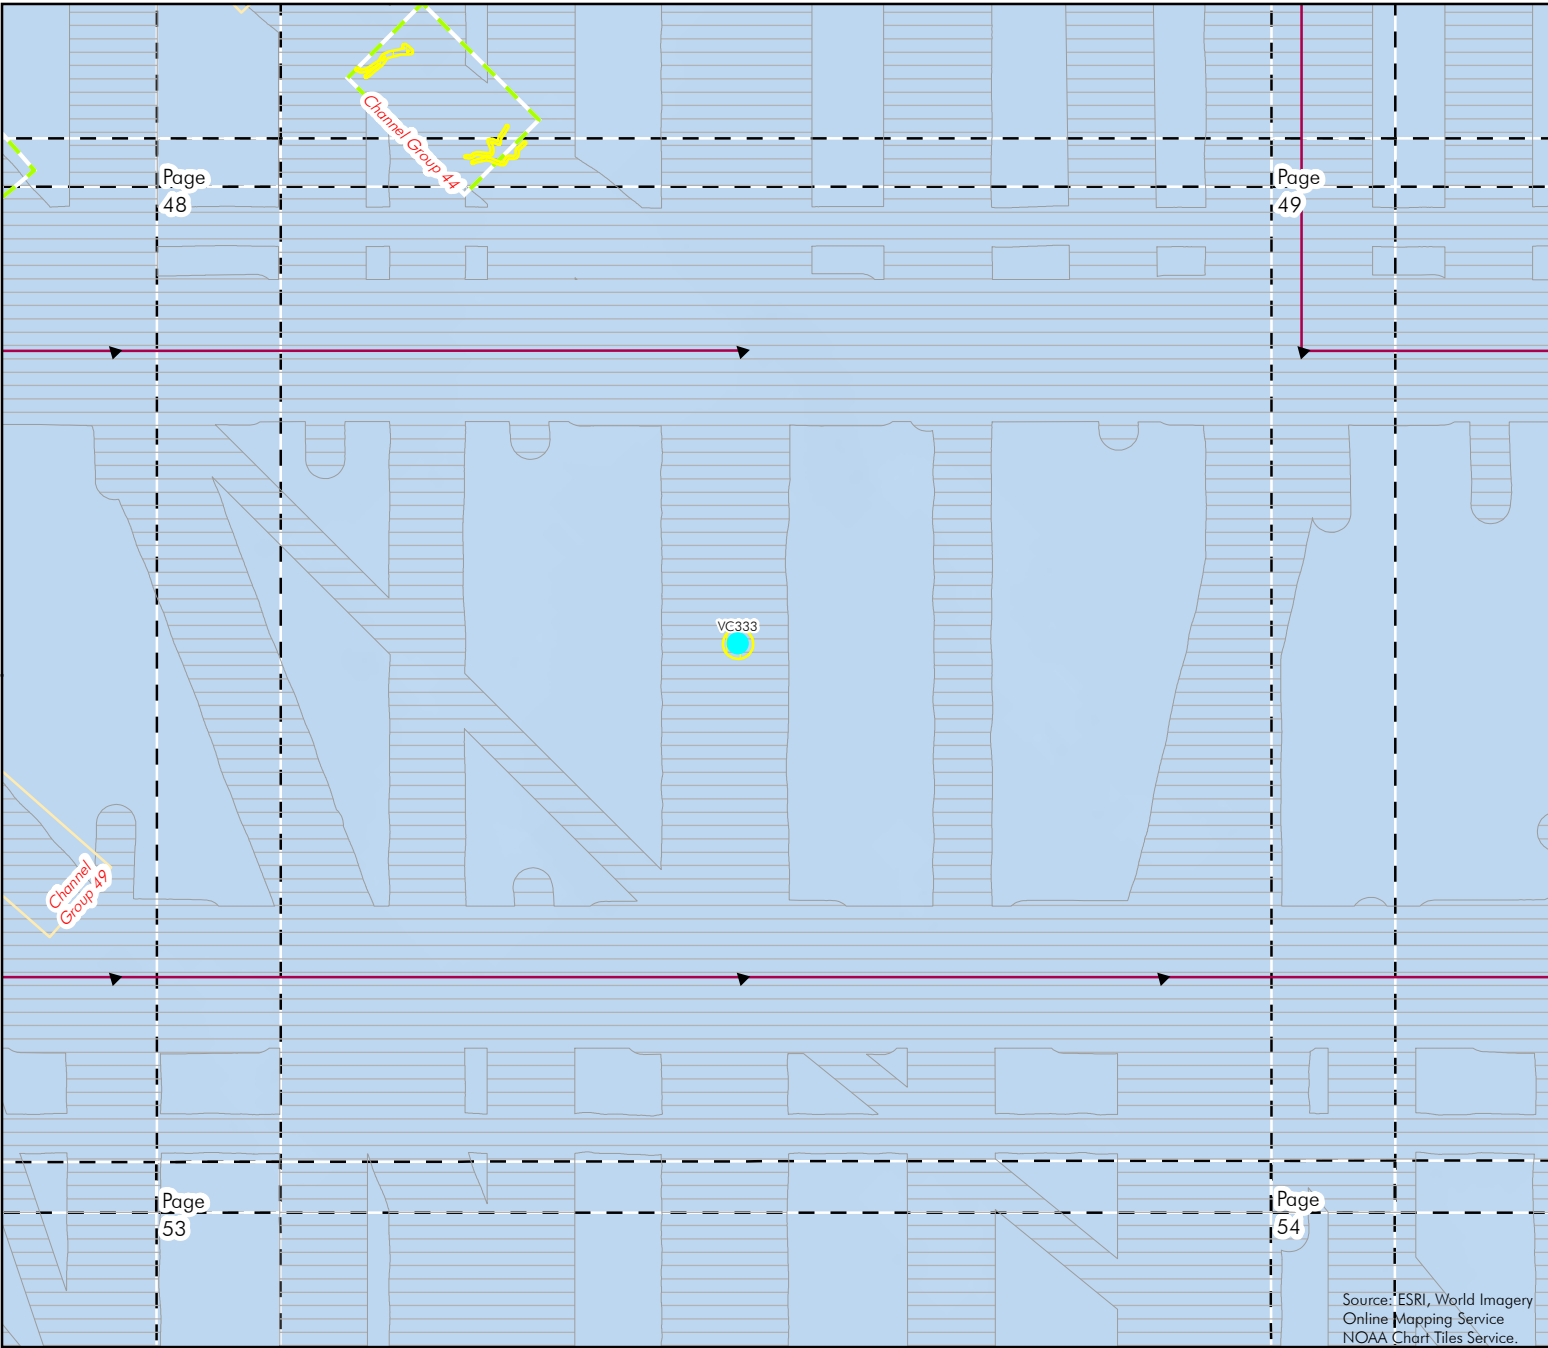 Channel Group 44
Page
48
Page
49
VC333
Channel
Group 49
Page
53
Page
54
Source: ESRI, World Imagery
Online Mapping Service
NOAA Chart Tiles Service.